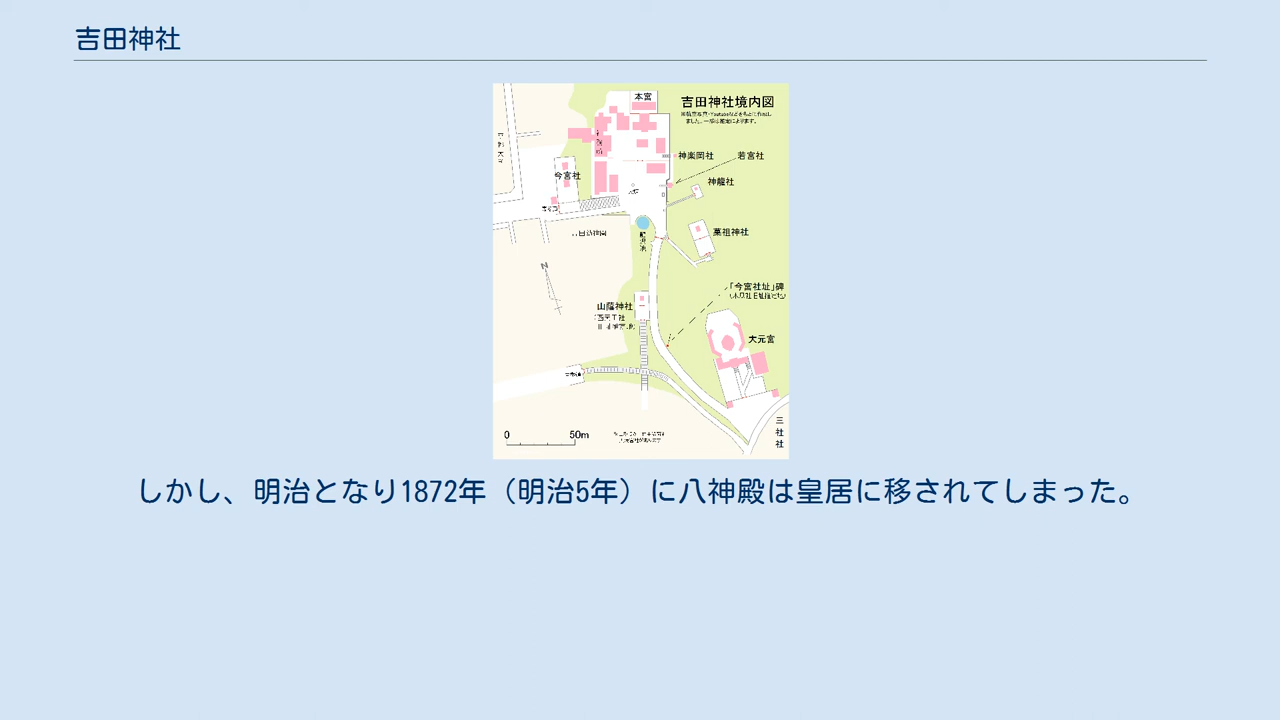 吉田神社
本宮
吉田神社境内図
神楽岡社
若宮社
今宮社
神龍社
菓祖神社
N
「今宮社址」碑
山蔭神社
大元宮
三社社
0 50m
しかし、明治となり1872年（明治5年）に八神殿は皇居に移されてしまった。